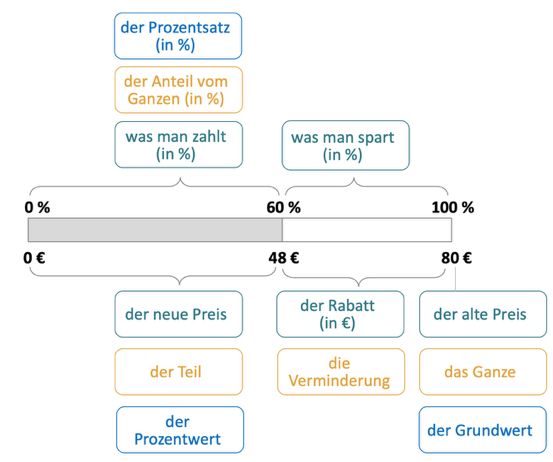 der Prozentsatz
(in %)
der Anteil vom
Ganzen (in %)
was man zahlt
(in %)
was man spart
(in %)
0 % 60 % 100 %
0 € 48 € 80 €
der neue Preis
der Rabatt
(in €)
der alte Preis
der Teil
die
Verminderung
das Ganze
der
Prozentwert
der Grundwert